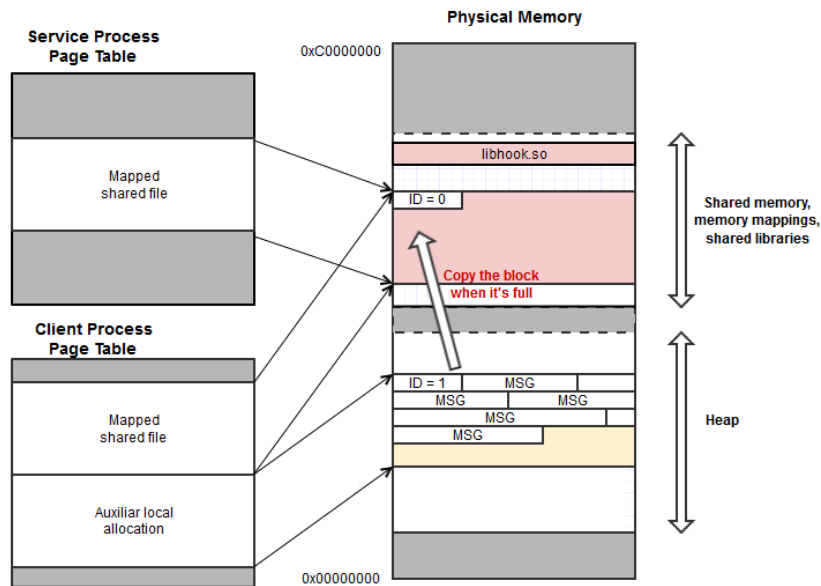 Physical Memory
Service Process
Page Table
0xC0000000
libhook.so
Mapped
shared file
ID = 0
Shared memory,
memory mappings,
shared libraries
Copy the block
when it's full
Client Process
Page Table
ID = 1
MSG
MSG
MSG
MSG
MSG
Heap
Mapped
shared file
Auxiliar local
allocation
0x00000000